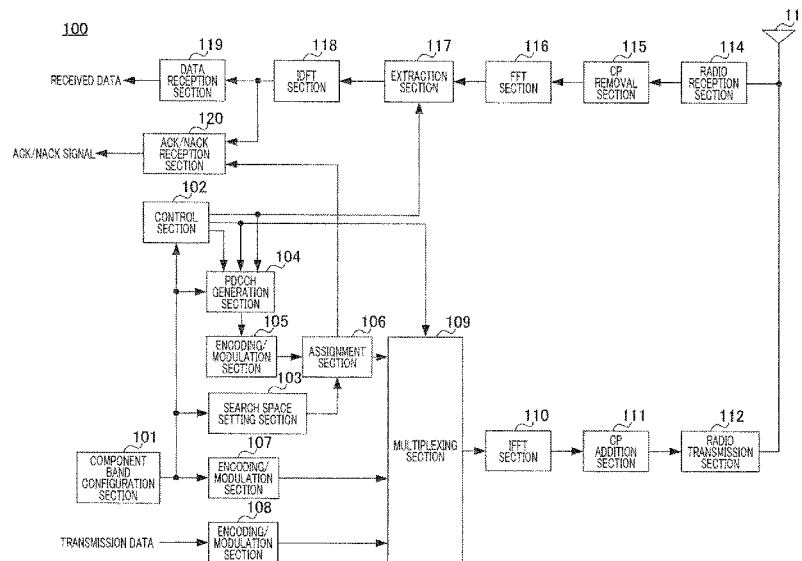 100
11
119
118
117
116
115
114
RECEIVED DATA
DATA
RECEPTION
SECTION
IDFT
SECTION
EXTRACTION
SECTION
FFT
SECTION
CP
REMOVAL
SECTION
RADIO
RECEPTION
SECTION
120
ACK/NACK SIGNAL
ACK/NACK
RECEPTION
SECTION
102
CONTROL
SECTION
104
PDCCH
GENERATION
SECTION
105
ENCODING/
MODULATION
SECTION
106
ASSIGNMENT
SECTION
109
MULTIPLEXING
SECTION
103
SEARCH SPACE
SETTING SECTION
110
IFFT
SECTION
111
CP
ADDITION
SECTION
112
RADIO
TRANSMISSION
SECTION
101
COMPONENT
BAND
CONFIGURATION
SECTION
107
ENCODING/
MODULATION
SECTION
108
TRANSMISSION DATA
ENCODING/
MODULATION
SECTION